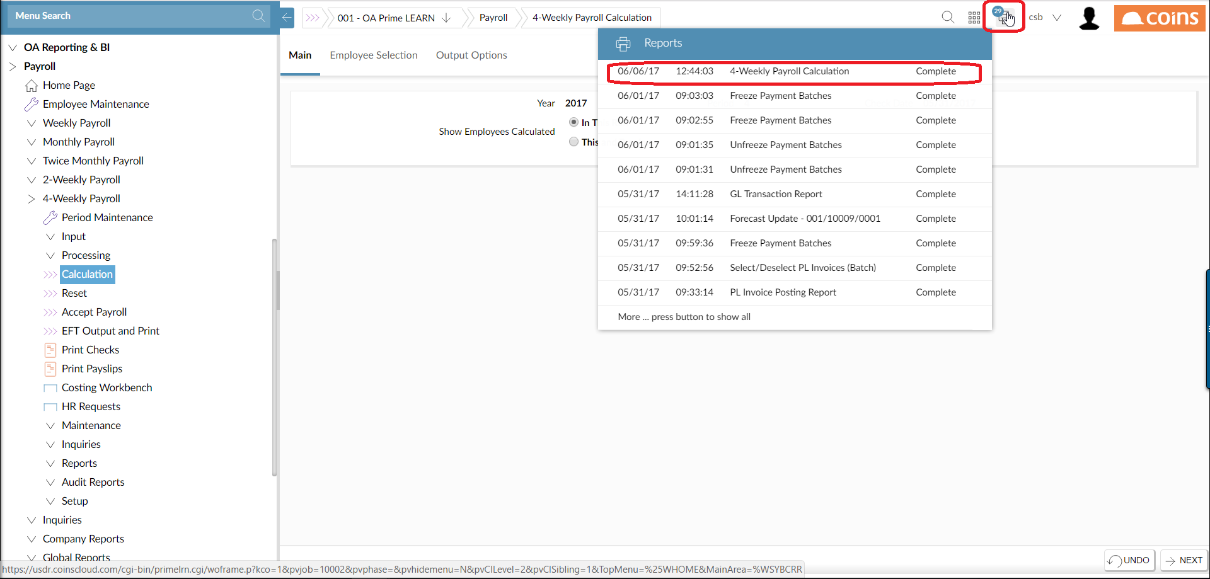 Menu Search
001 - OA Prime LEARN
Payroll
4-Weekly Payroll Calculation
29
csb
coins
OA Reporting & BI
Payroll
Home Page
Employee Maintenance
Weekly Payroll
Monthly Payroll
Twice Monthly Payroll
2-Weekly Payroll
4-Weekly Payroll
Period Maintenance
Input
Processing
Calculation
Reset
Accept Payroll
EFT Output and Print
Print Checks
Print Payslips
Costing Workbench
HR Requests
Maintenance
Inquiries
Reports
Audit Reports
Setup
Inquiries
Company Reports
Global Reports
Main Employee Selection Output Options
Year 2017
Show Employees Calculated
In T
This
Reports
06/06/17 12:44:03 4-Weekly Payroll Calculation Complete
06/01/17 09:03:03 Freeze Payment Batches Complete
06/01/17 09:02:55 Freeze Payment Batches Complete
06/01/17 09:01:35 Unfreeze Payment Batches Complete
06/01/17 09:01:31 Unfreeze Payment Batches Complete
05/31/17 14:11:28 GL Transaction Report Complete
05/31/17 10:01:14 Forecast Update - 001/10009/0001 Complete
05/31/17 09:59:36 Freeze Payment Batches Complete
05/31/17 09:52:56 Select/Deselect PL Invoices (Batch) Complete
05/31/17 09:33:14 PL Invoice Posting Report Complete
More ... press button to show all
UNDO NEXT
https://usdr.coinscloud.com/cgi-bin/primelrn.cgi/woframe.p?kco=1&pvjob=10002&pvphase=&pvhidemenu=N&pvCILevel=2&pvCISibling=1&TopMenu=%25WHOME&MainArea=%WSYBCRR